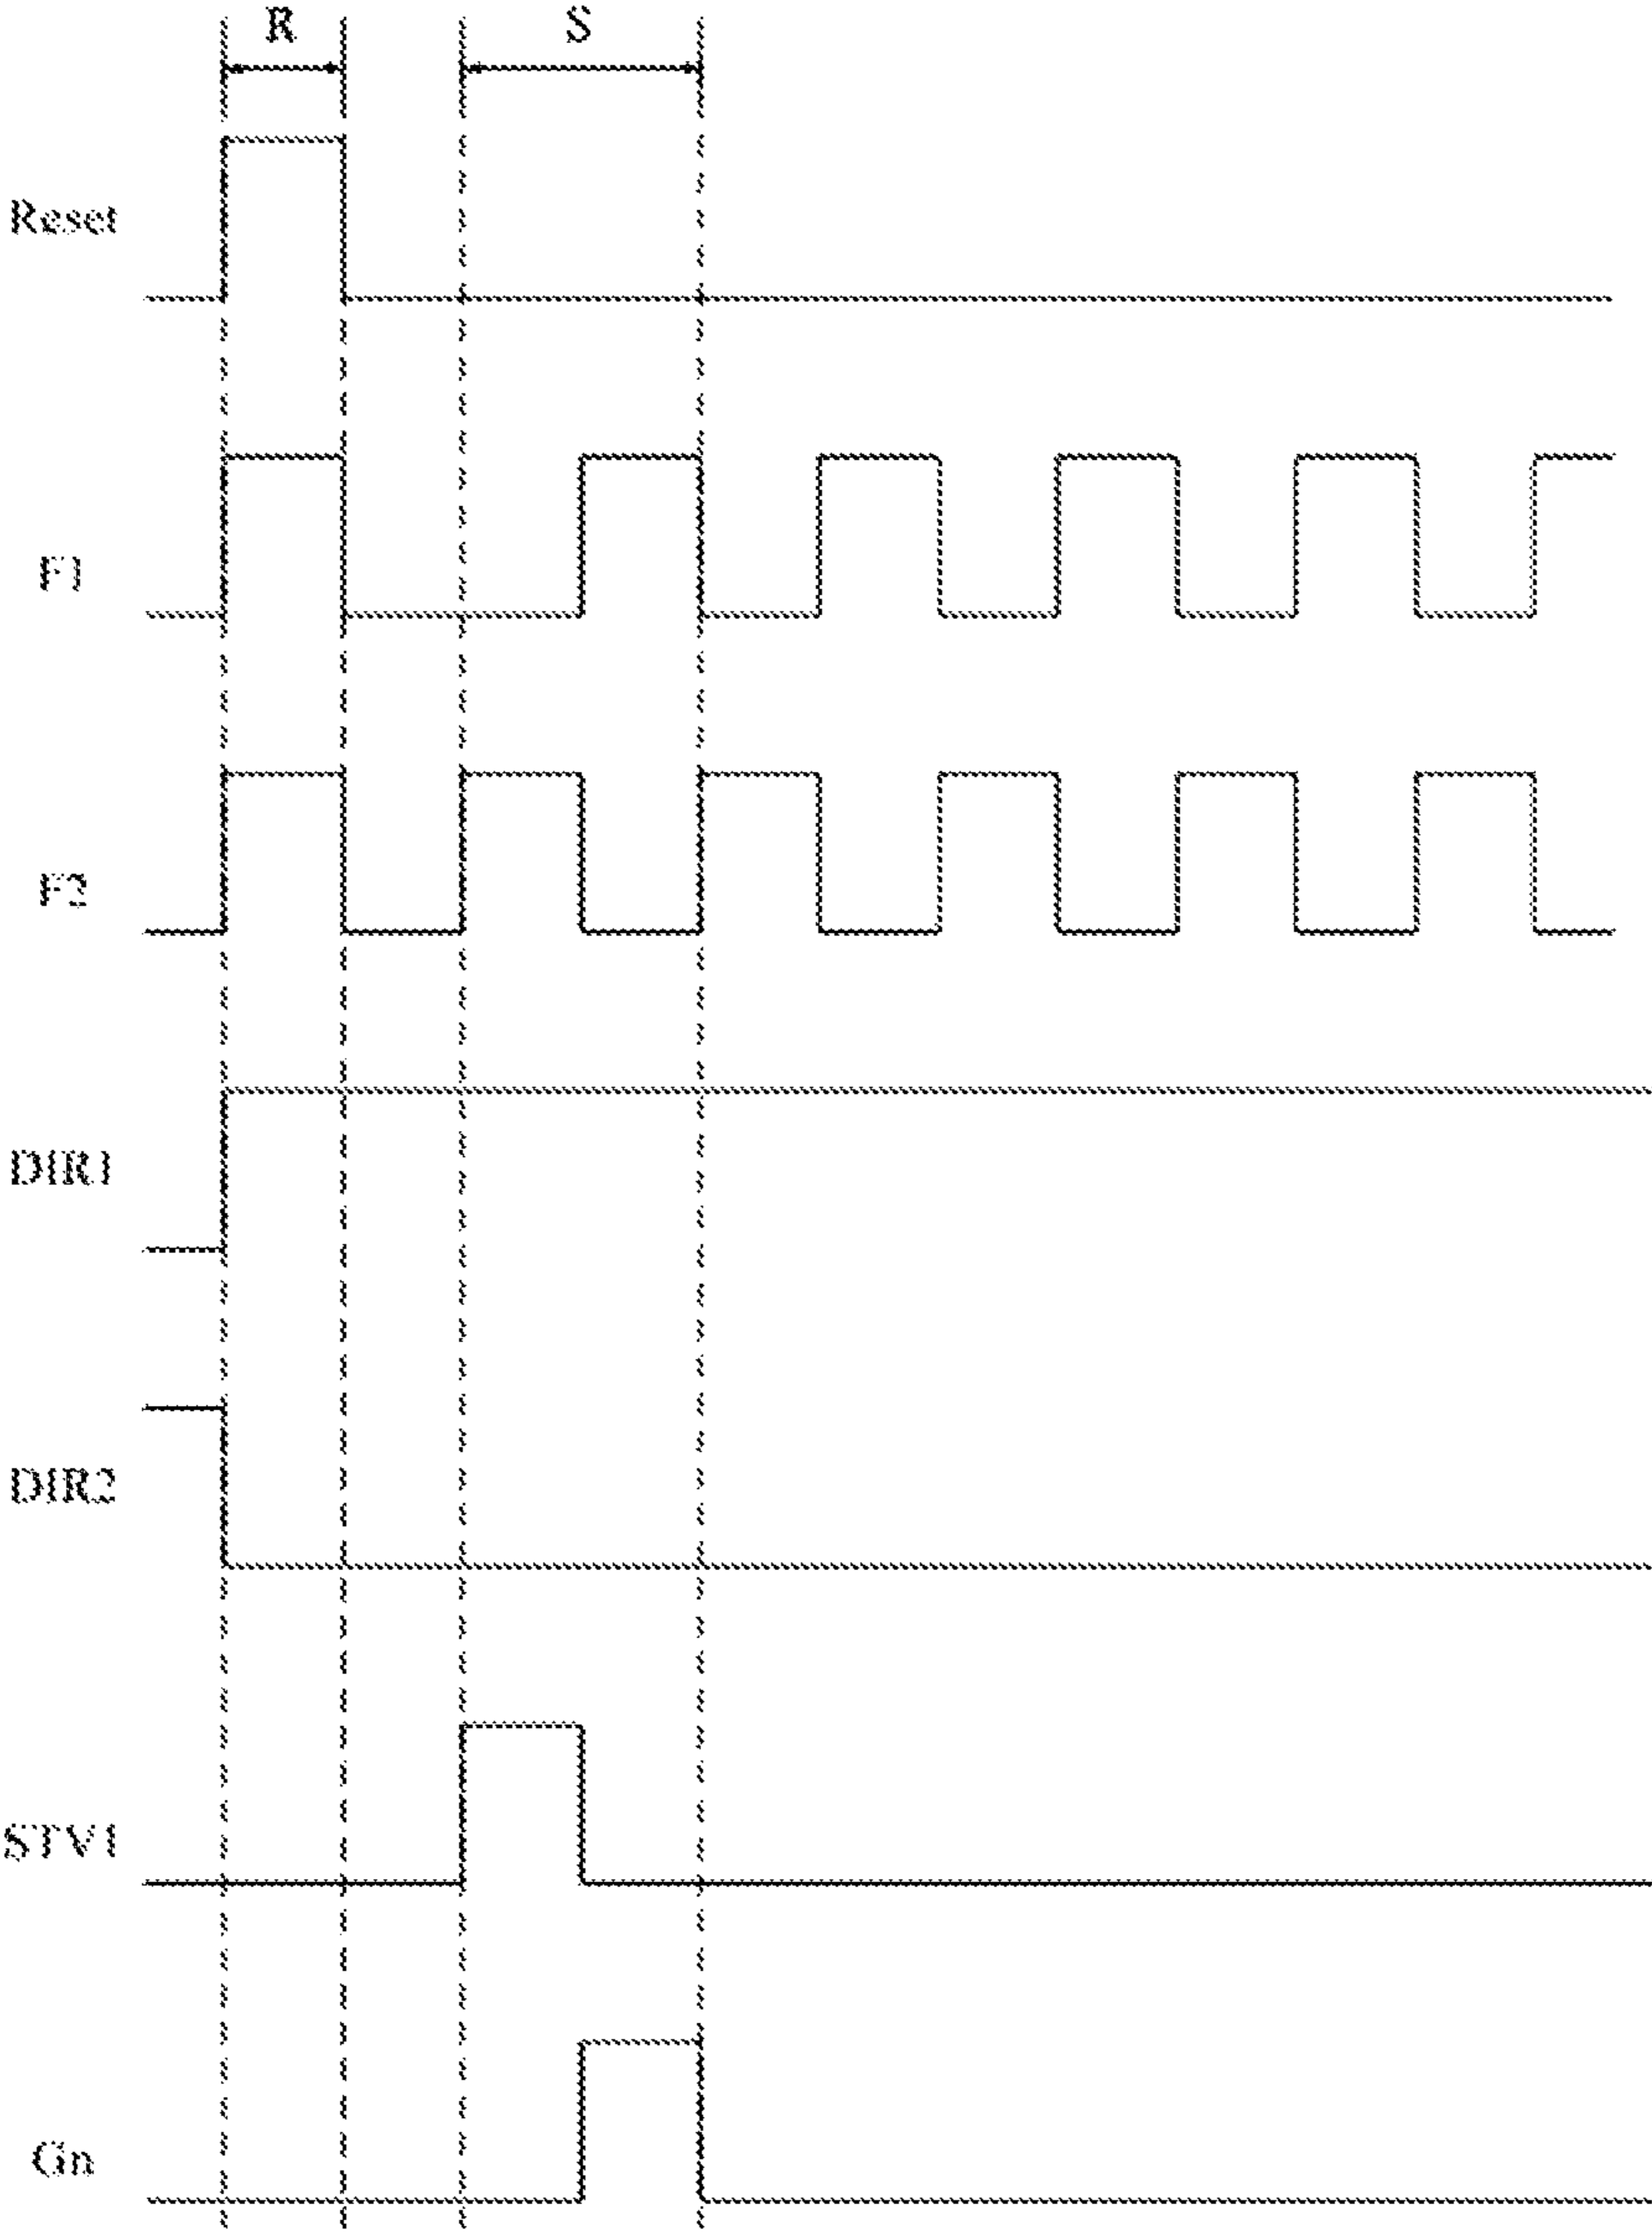 R
S
Reset
F1
F2
DIR1
DIR2
STV1
Gn